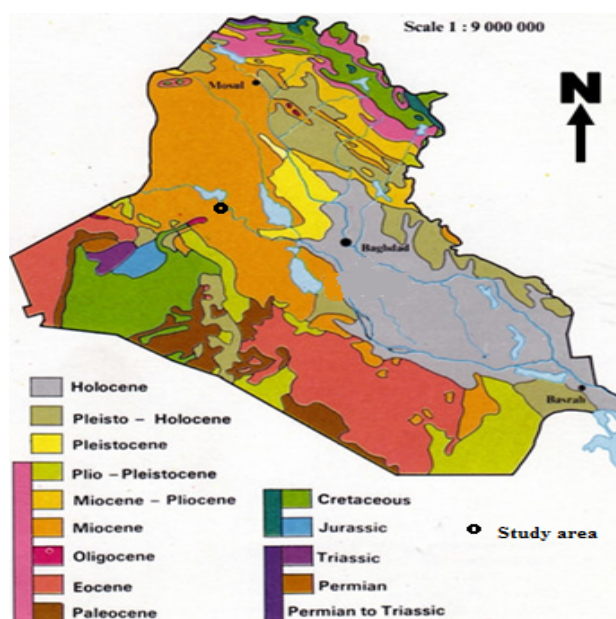 Scale 1 : 9 000 000
N
Mosul
Baghdad
Basrah
Holocene
Pleisto - Holocene
Pleistocene
Plio - Pleistocene
Miocene - Pliocene
Miocene
Oligocene
Eocene
Paleocene
Cretaceous
Jurassic
Triassic
Permian
Permian to Triassic
Study area